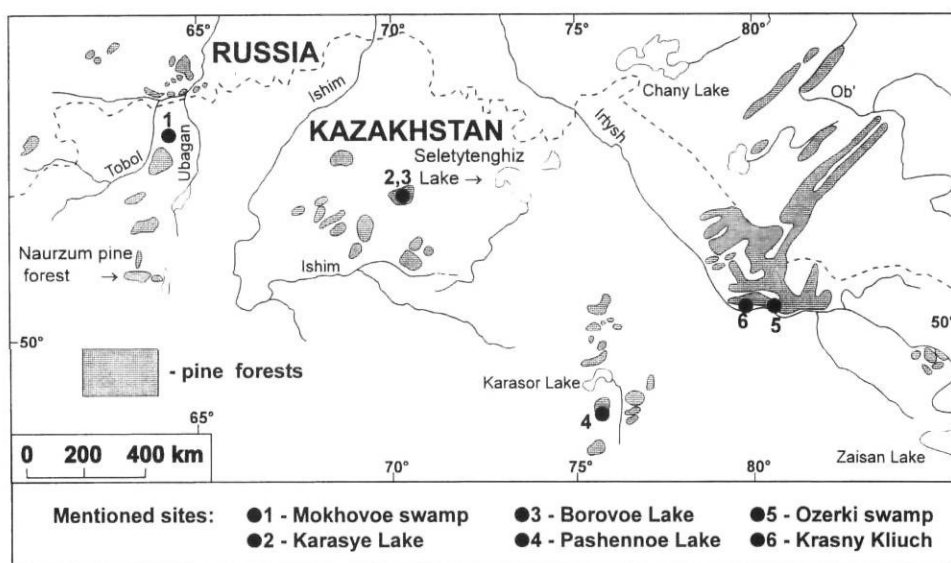 65° 70° 75° 80°
RUSSIA
Ishim
Chany Lake
Ob'
1
KAZAKHSTAN
Irtysh
Tobol
Ubagan
Seletytenghiz
2,3 Lake →
Naurzum pine
forest →
Ishim
6 5
50° 50°
- pine forests
Karasor Lake
65°
4
0 200 400 km
70° 75° 80°
Zaisan Lake
Mentioned sites: ●1 - Mokhovoe swamp ●3 - Borovoe Lake ●5 - Ozerki swamp
●2 - Karasye Lake ●4 - Pashennoe Lake ●6 - Krasny Kliuch